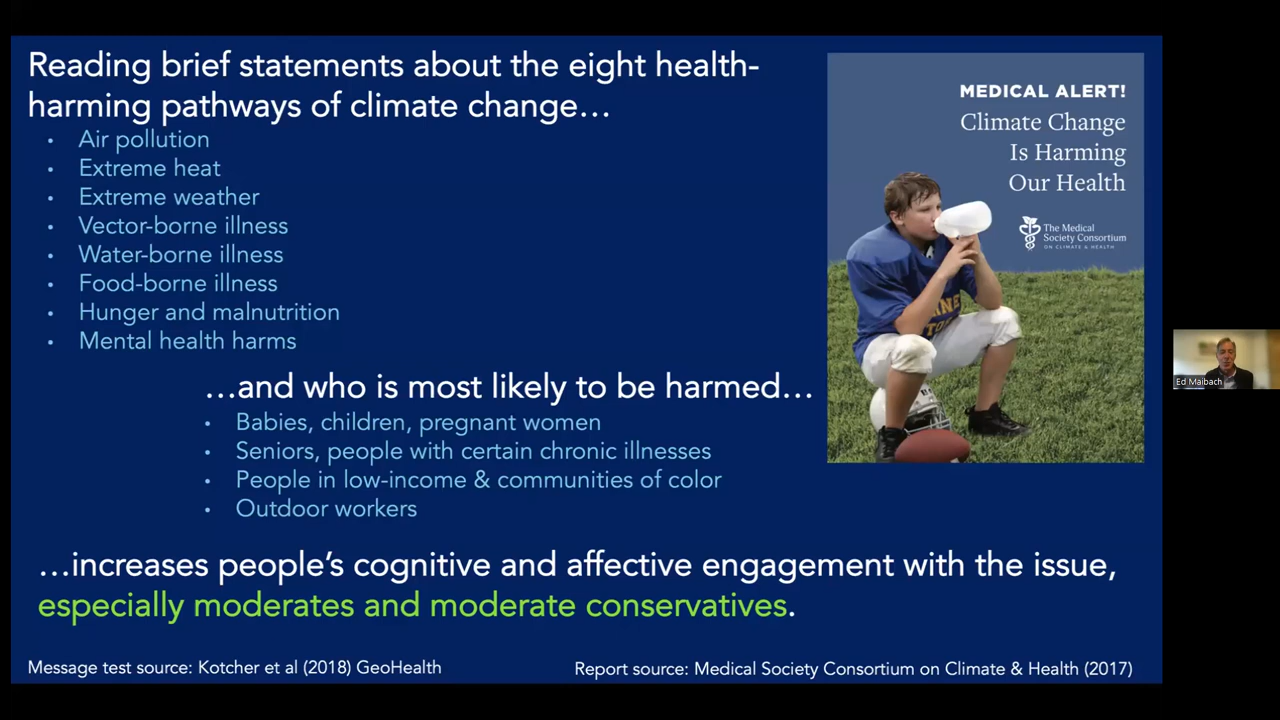 Reading brief statements about the eight health-
harming pathways of climate change…
• Air pollution
• Extreme heat
• Extreme weather
• Vector-borne illness
• Water-borne illness
• Food-borne illness
• Hunger and malnutrition
• Mental health harms
…and who is most likely to be harmed…
• Babies, children, pregnant women
• Seniors, people with certain chronic illnesses
• People in low-income & communities of color
• Outdoor workers
…increases people’s cognitive and affective engagement with the issue,
especially moderates and moderate conservatives.
Message test source: Kotcher et al (2018) GeoHealth
Report source: Medical Society Consortium on Climate & Health (2017)
MEDICAL ALERT!
Climate Change
Is Harming
Our Health
The Medical
Society Consortium
ON CLIMATE & HEALTH
Ed Maibach